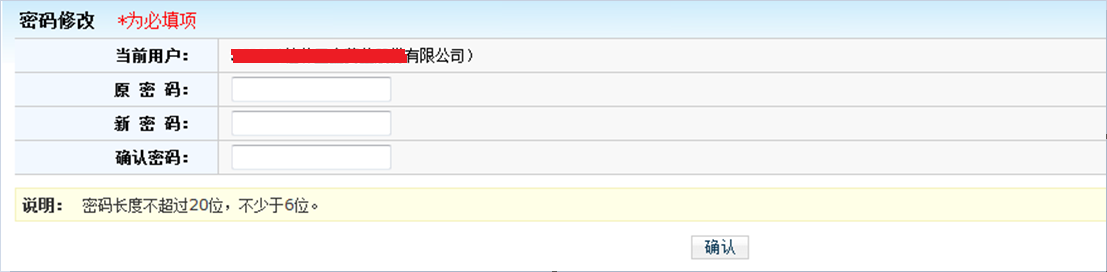 密码修改 *为必填项
当前用户： 有限公司）
原 密 码：
新 密 码：
确认密码：
说明： 密码长度不超过20位，不少于6位。
确认